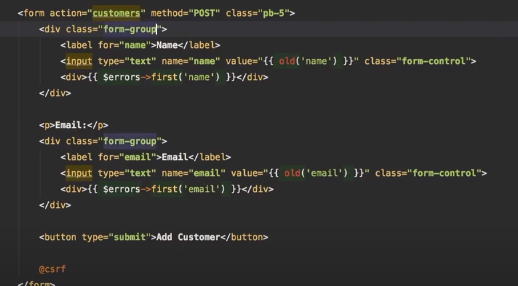 <form action="customers" method="POST" class="pb-5">
<div class="form-group">
<label for="name">Name</label>
<input type="text" name="name" value="{{ old('name') }}" class="form-control">
<div>{{ $errors->first('name') }}</div>
</div>
<p>Email:</p>
<div class="form-group">
<label for="email">Email</label>
<input type="text" name="email" value="{{ old('email') }}" class="form-control">
<div>{{ $errors->first('email') }}</div>
</div>
<button type="submit">Add Customer</button>
@csrf
</form>